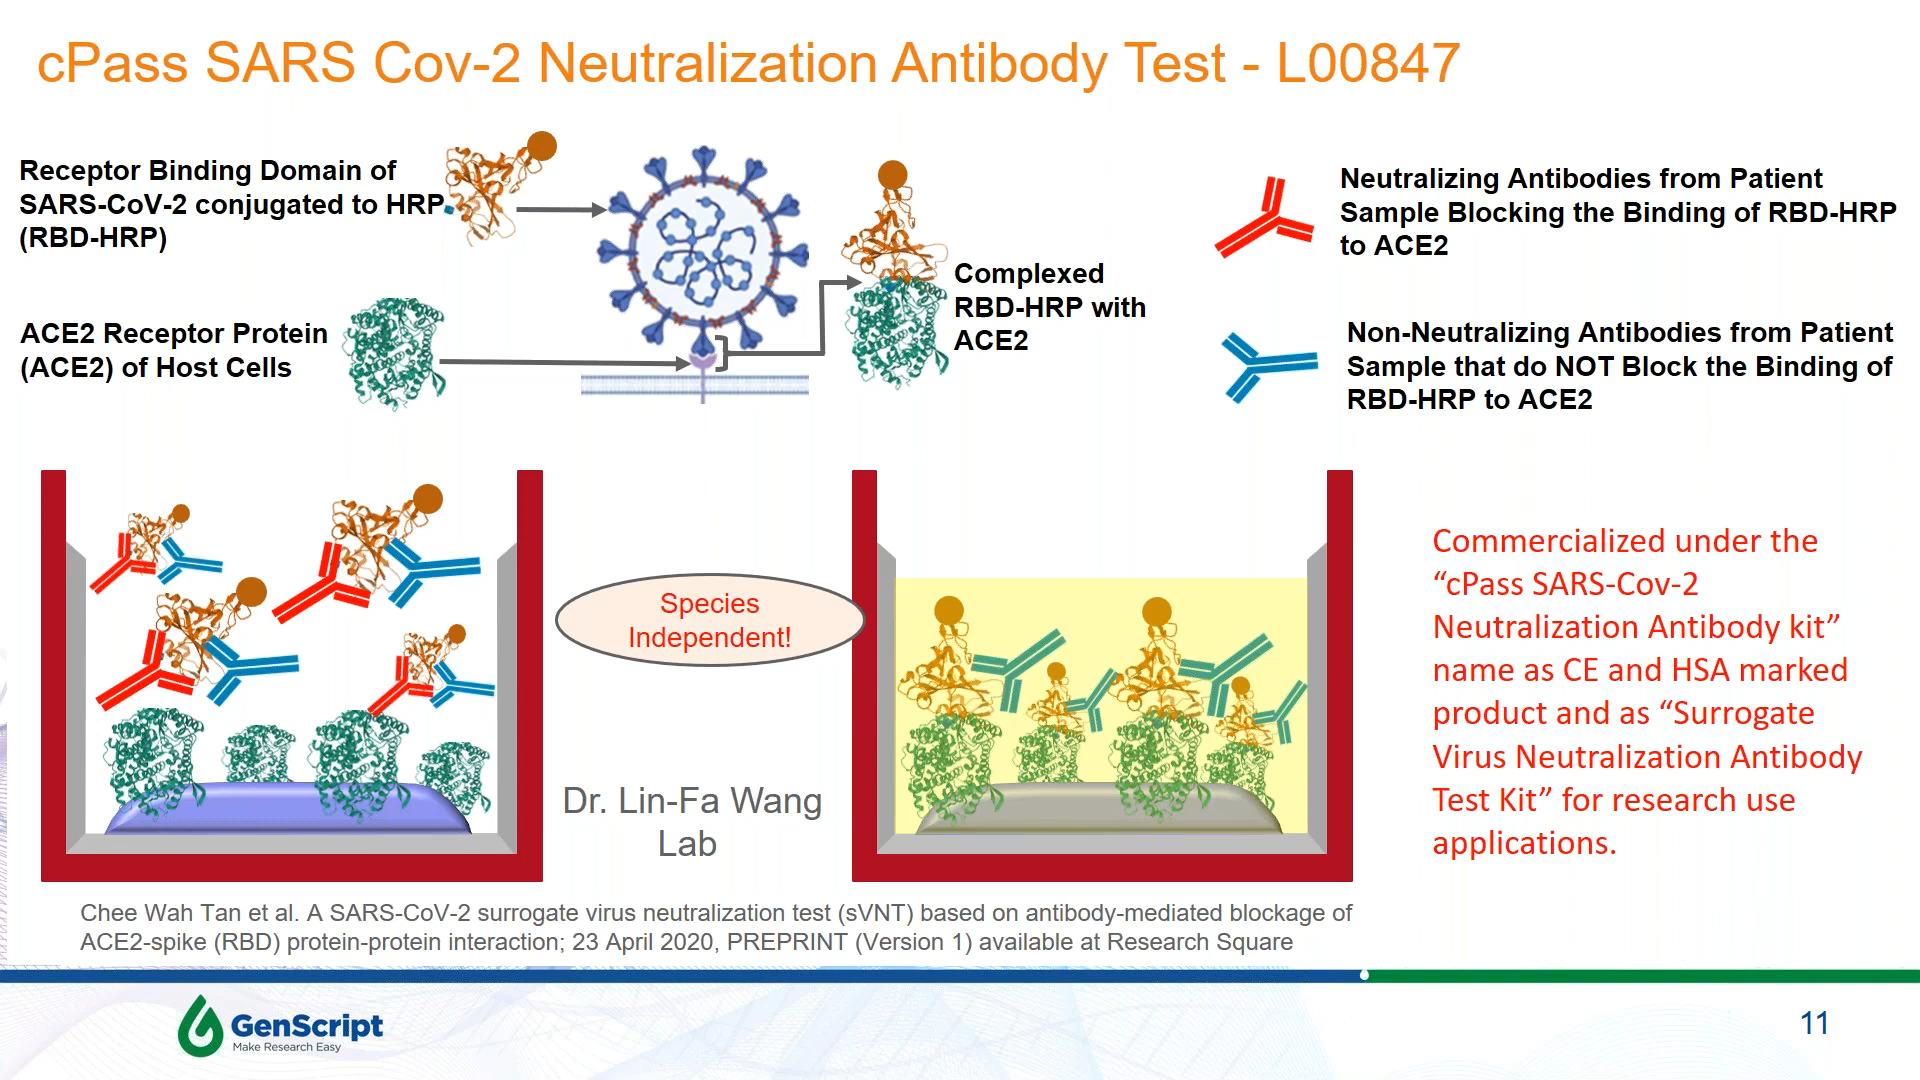 cPass SARS Cov-2 Neutralization Antibody Test - L00847
Receptor Binding Domain of
SARS-CoV-2 conjugated to HRP
(RBD-HRP)
ACE2 Receptor Protein
(ACE2) of Host Cells
Complexed
RBD-HRP with
ACE2
Neutralizing Antibodies from Patient
Sample Blocking the Binding of RBD-HRP
to ACE2
Non-Neutralizing Antibodies from Patient
Sample that do NOT Block the Binding of
RBD-HRP to ACE2
Species
Independent!
Dr. Lin-Fa Wang
Lab
Commercialized under the
“cPass SARS-Cov-2
Neutralization Antibody kit”
name as CE and HSA marked
product and as “Surrogate
Virus Neutralization Antibody
Test Kit” for research use
applications.
Chee Wah Tan et al. A SARS-CoV-2 surrogate virus neutralization test (sVNT) based on antibody-mediated blockage of
ACE2-spike (RBD) protein-protein interaction; 23 April 2020, PREPRINT (Version 1) available at Research Square
GenScript
Make Research Easy
11